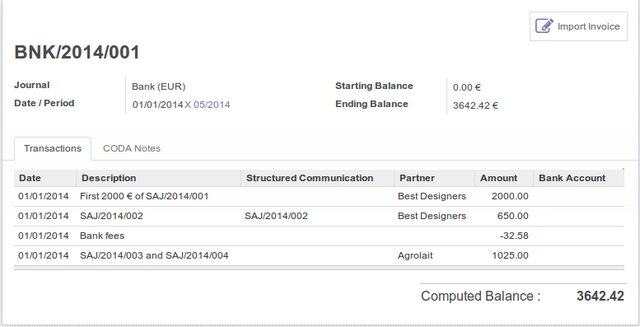 Import Invoice
BNK/2014/001
Journal Bank (EUR) Starting Balance 0.00 €
Date / Period 01/01/2014 X 05/2014 Ending Balance 3642.42 €
Transactions CODA Notes
Date Description Structured Communication Partner Amount Bank Account
01/01/2014 First 2000 € of SAJ/2014/001 Best Designers 2000.00
01/01/2014 SAJ/2014/002 SAJ/2014/002 Best Designers 650.00
01/01/2014 Bank fees -32.58
01/01/2014 SAJ/2014/003 and SAJ/2014/004 Agrolait 1025.00
Computed Balance : 3642.42